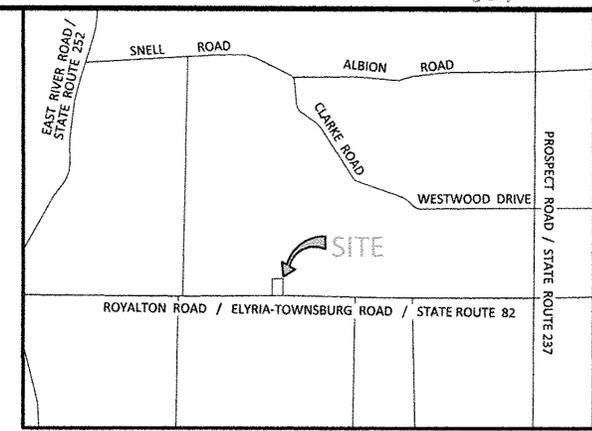 EAST RIVER ROAD /
STATE ROUTE 252
SNELL ROAD
ALBION ROAD
CLARKE ROAD
WESTWOOD DRIVE
PROSPECT ROAD / STATE ROUTE 237
SITE
ROYALTON ROAD / ELYRIA-TOWNSBURG ROAD / STATE ROUTE 82